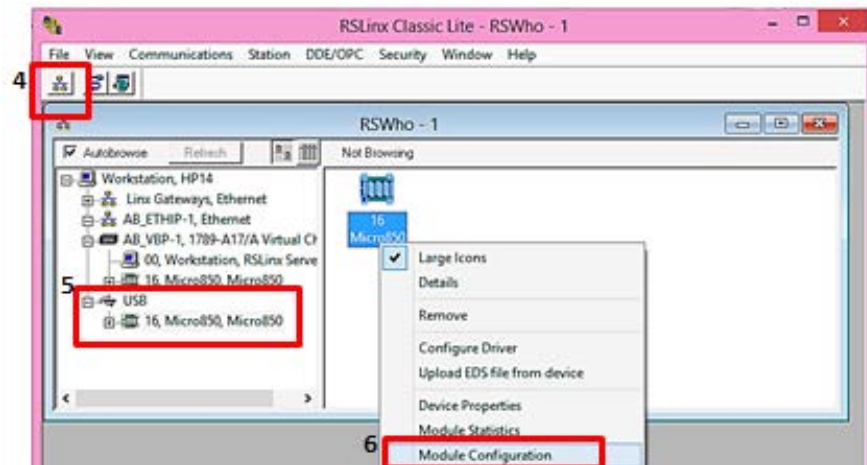 RSLinx Classic Lite - RSWho - 1
File View Communications Station DDE/OPC Security Window Help
4
RSWho - 1
Autobrowse Refresh Not Browsing
Workstation, HP14
Linx Gateways, Ethernet
AB_ETHIP-1, Ethernet
AB_VBP-1, 1789-A17/A Virtual Ch
00, Workstation, RSLinx Serve
16, Micro850, Micro850
5
USB
16, Micro850, Micro850
16
Micro850
Large Icons
Details
Remove
Configure Driver
Upload EDS file from device
Device Properties
Module Statistics
6
Module Configuration